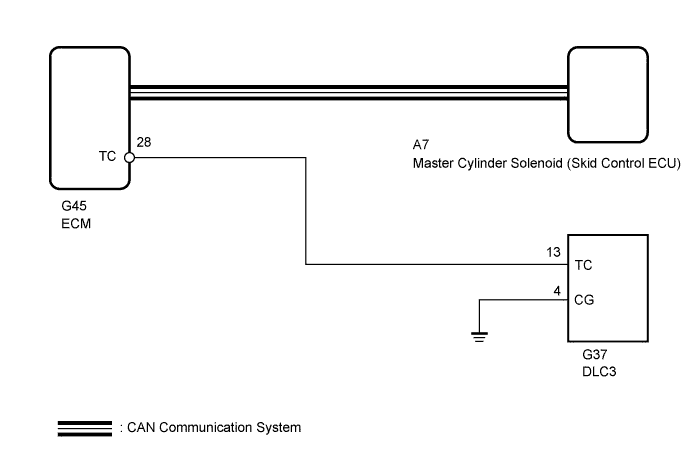 TC
28
G45
ECM
A7
Master Cylinder Solenoid (Skid Control ECU)
13
TC
4
CG
G37
DLC3
: CAN Communication System